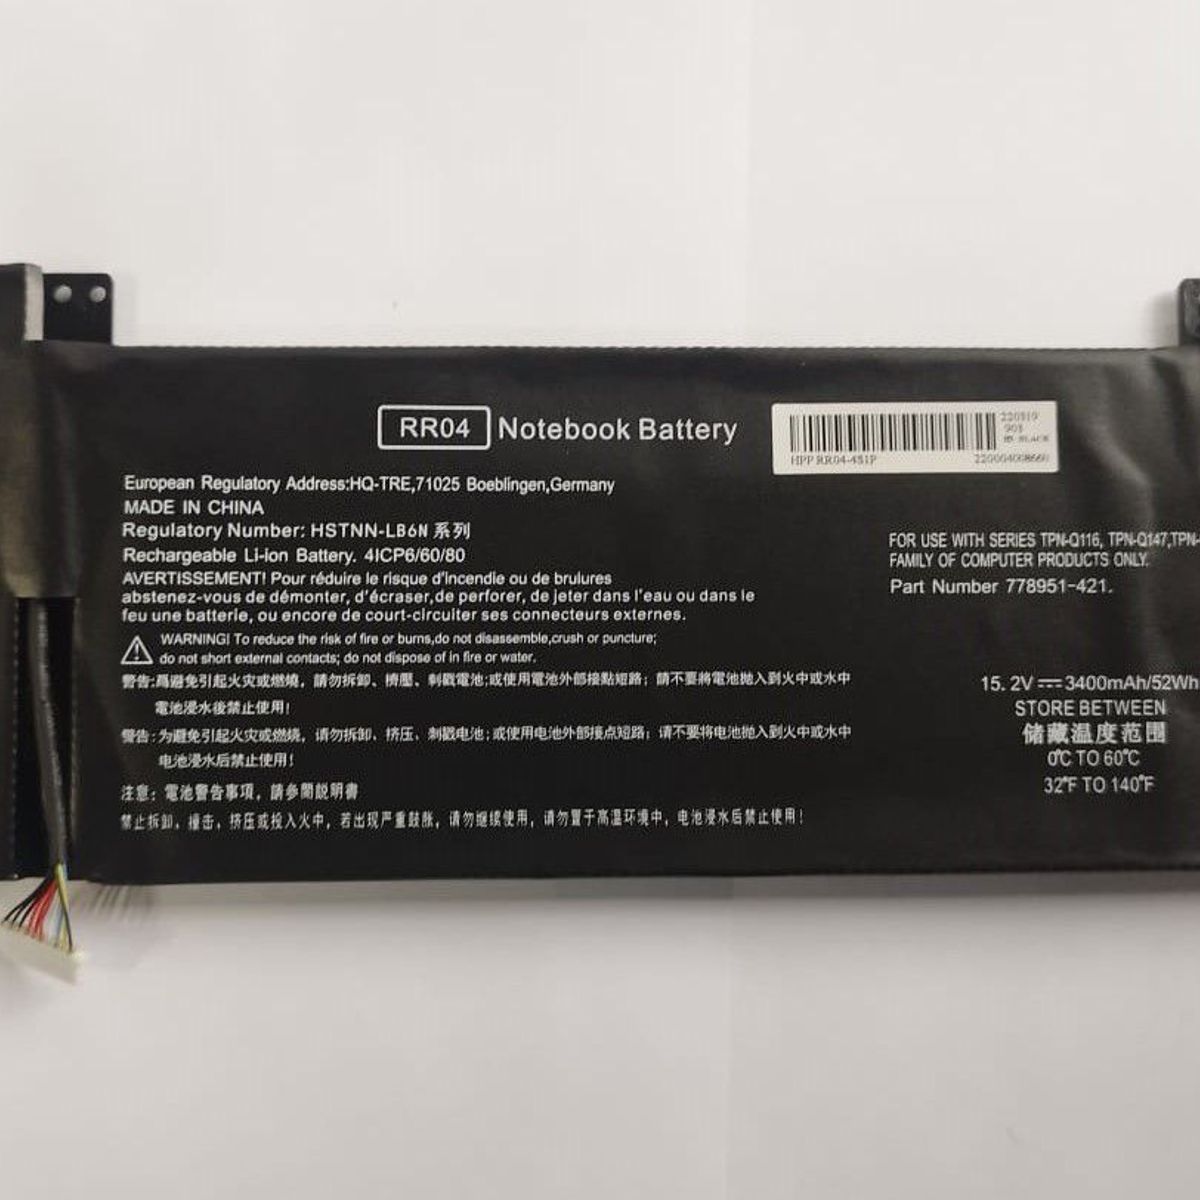 RR04 Notebook Battery
220519
903
HPP RR04-4S1P 220004008660
European Regulatory Address:HQ-TRE,71025 Boeblingen,Germany
MADE IN CHINA
Regulatory Number: HSTNN-LB6N 系列
Rechargeable Li-ion Battery. 4ICP6/60/80
AVERTISSEMENT! Pour réduire le risque d'incendie ou de brulures
abstenez-vous de démonter, d'écraser,de perforer, de jeter dans l'eau ou dans le
feu une batterie, ou encore de court-circuiter ses connecteurs externes.
WARNING! To reduce the risk of fire or burns,do not disassemble,crush or puncture;
do not short external contacts; do not dispose of in fire or water.
警告:爲避免引起火灾或燃燒，請勿拆卸、擠壓、刺戳電池;或使用電池外部接點短路；請不要將電池抛入到火中或水中
電池浸水後禁止使用!
警告:为避免引起火灾或燃烧，请勿拆卸、挤压、刺戳电池;或使用电池外部接点短路；请不要将电池抛入到火中或水中
电池浸水后禁止使用!
注意：電池警告事項，請參閱説明書
禁止拆卸、撞击、挤压或投入火中，若出现严重鼓胀，请勿继续使用，请勿置于高温环境中，电池浸水后禁止使用!
FOR USE WITH SERIES TPN-Q116, TPN-Q147,TPN-
FAMILY OF COMPUTER PRODUCTS ONLY.
Part Number 778951-421.
15.2V ⎓ 3400mAh/52Wh
STORE BETWEEN
储藏温度范围
0℃ TO 60℃
32℉ TO 140℉